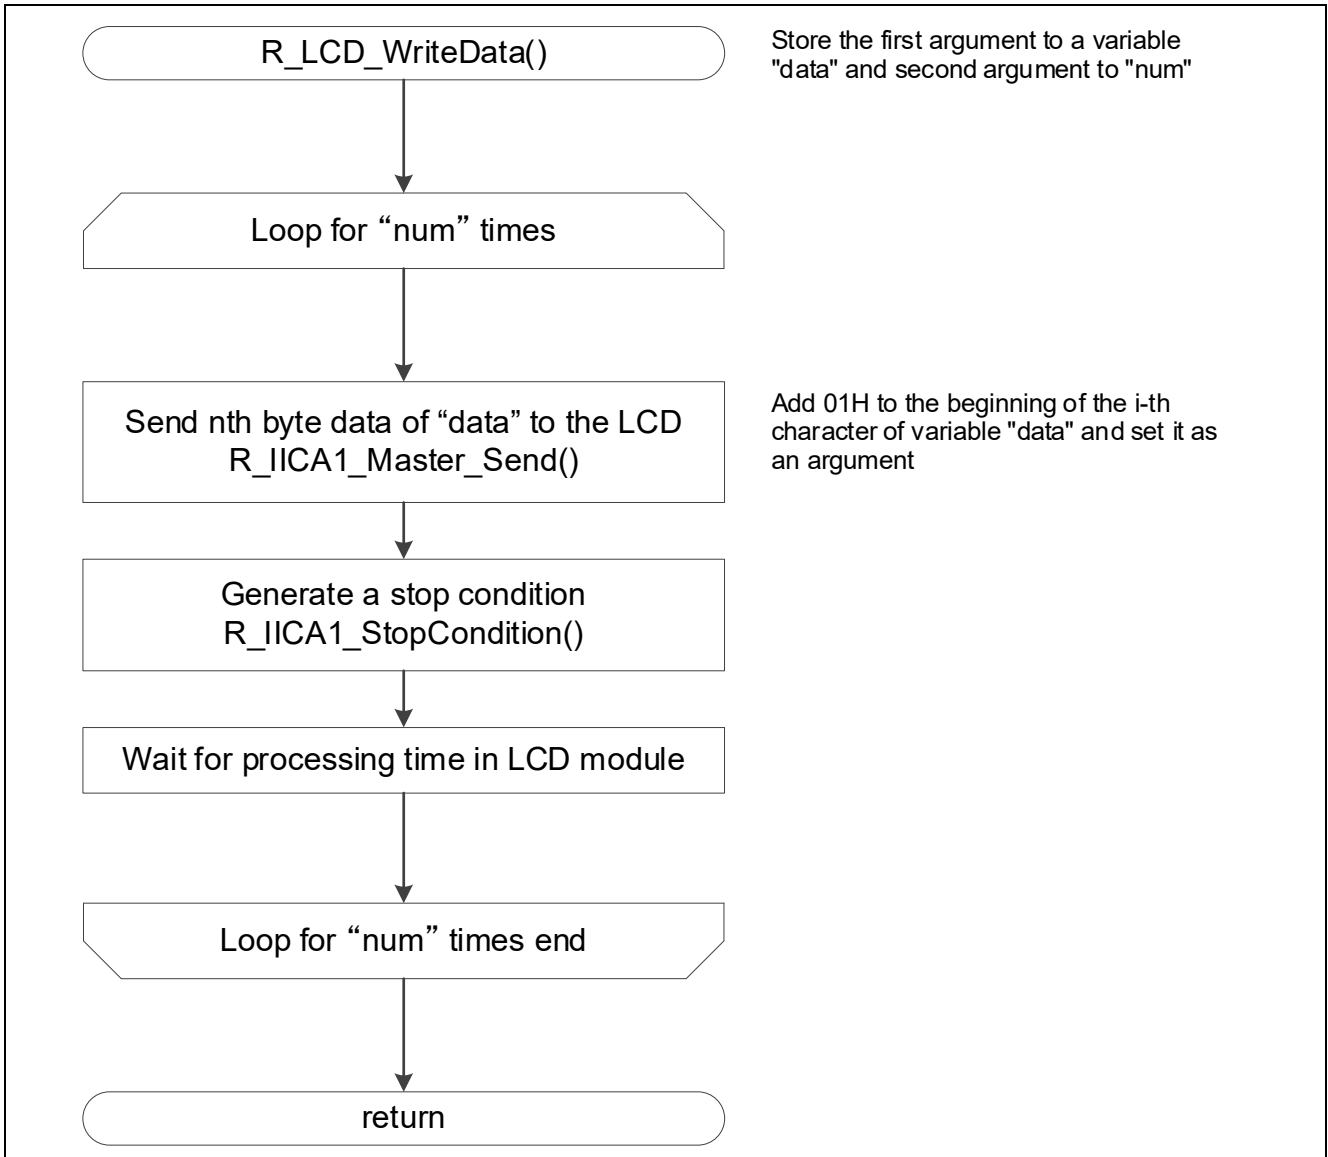 R_LCD_WriteData()
Store the first argument to a variable
"data" and second argument to "num"
Loop for “num” times
Send nth byte data of “data” to the LCD
R_IICA1_Master_Send()
Add 01H to the beginning of the i-th
character of variable "data" and set it as
an argument
Generate a stop condition
R_IICA1_StopCondition()
Wait for processing time in LCD module
Loop for “num” times end
return